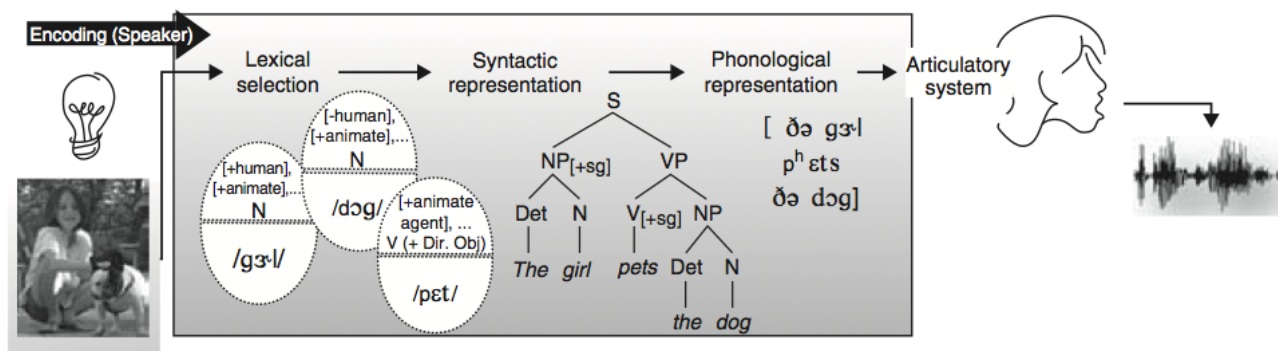 Encoding (Speaker)
Lexical
selection
Syntactic
representation
Phonological
representation
Articulatory
system
[+human],
[+animate],...
N
/gɝl/
[-human],
[+animate],...
N
/dɔg/
[+animate
agent], ...
V (+ Dir. Obj)
/pɛt/
S
NP[+sg] VP
Det N V[+sg] NP
The girl pets Det N
the dog
[ ðə gɝl
pʰ ɛts
ðə dɔg]